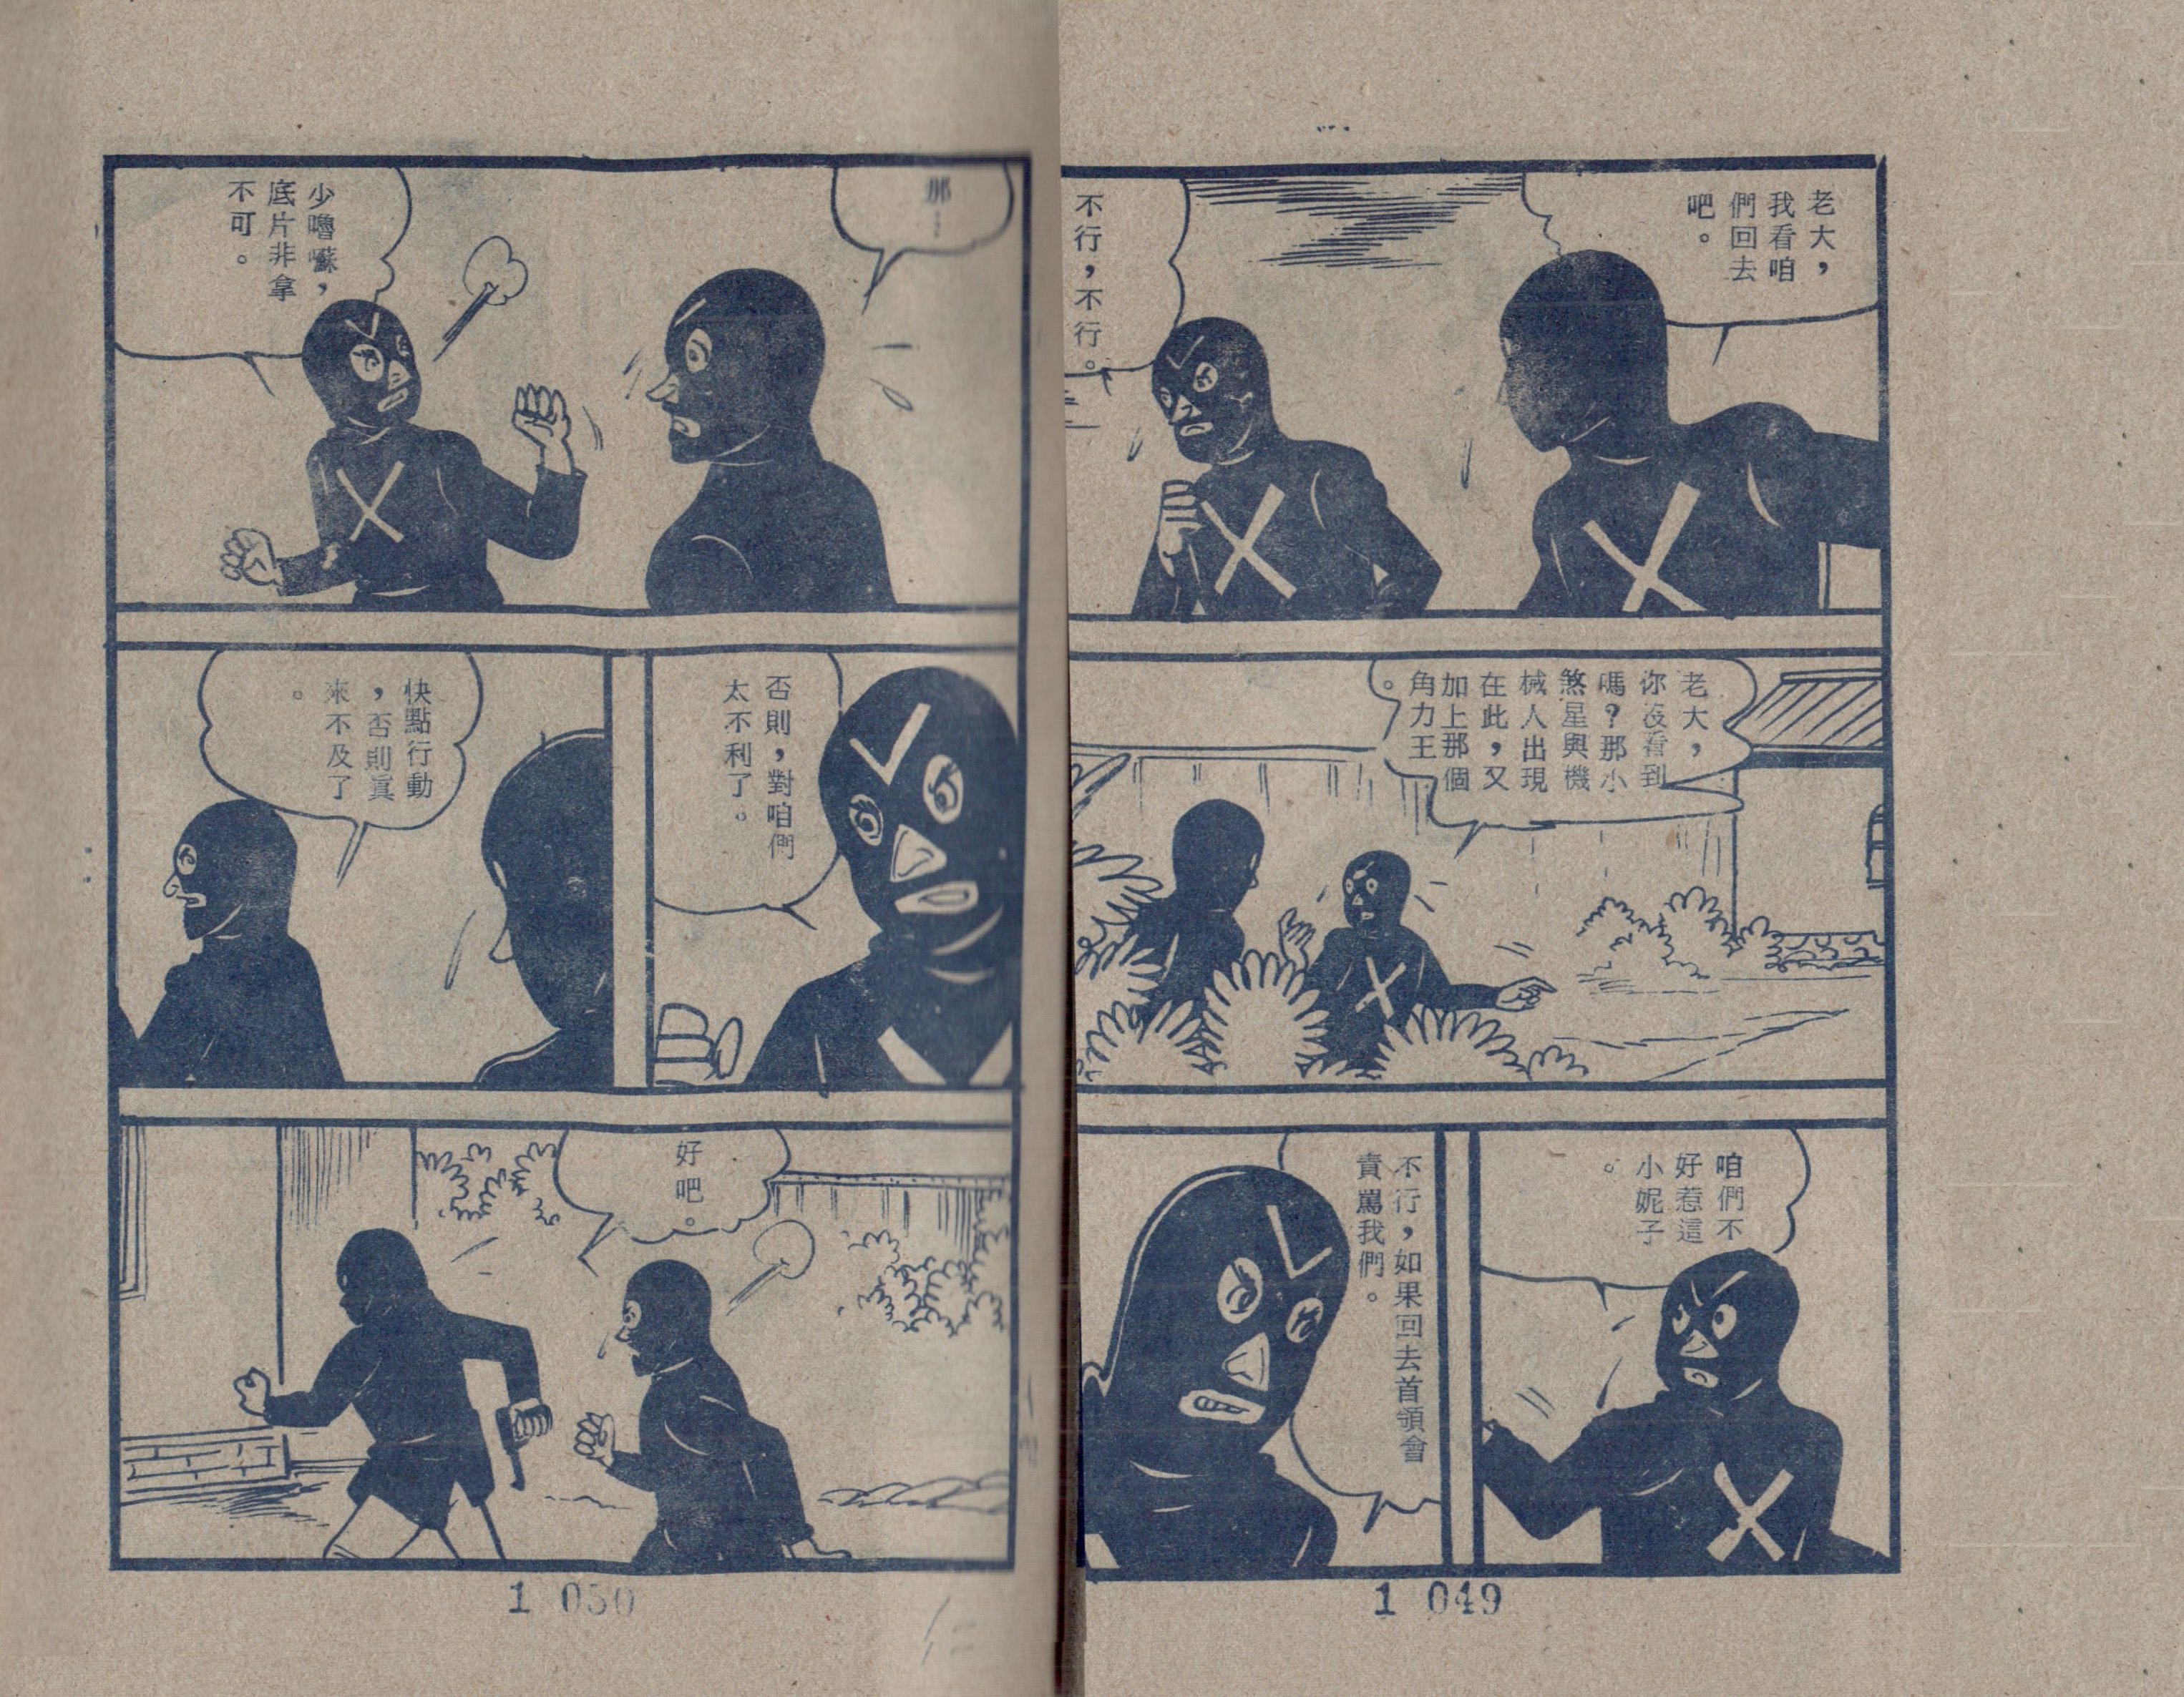 老大，
我看咱
們回去
吧。
不行，不行。
老大，
你沒看到
嗎？那小
煞星與機
械人出現
在此，又
加上那個
角力王
。
咱們不
好惹這
小妮子
。
不行，如果回去首領會
責罵我們。
1 049
那…
少嚕囌，
底片非拿
不可。
否則，對咱們
太不利了。
快點行動
，否則真
來不及了
。
好吧。
1 050